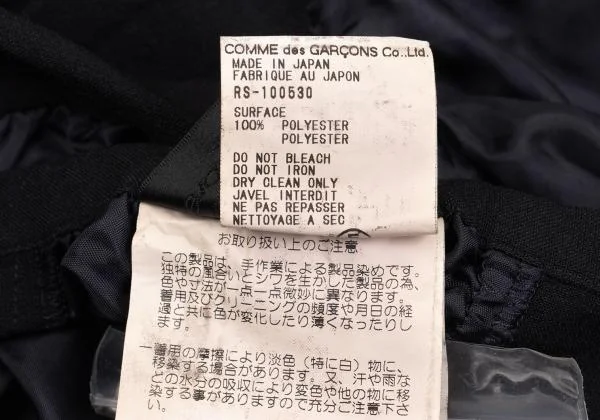 COMME des GARÇONS Co.,Ltd.
MADE IN JAPAN
FABRIQUE AU JAPON
RS-100530
SURFACE
100% POLYESTER
POLYESTER
DO NOT BLEACH
DO NOT IRON
DRY CLEAN ONLY
JAVEL INTERDIT
NE PAS REPASSER
NETTOYAGE A SEC
お取り扱い上のご注意
この製品は、手作業による製品染めです。
独特の風合いとシワを生かした製品の為、
色や寸法が一点一点微妙に異なります。
着用及びクリーニングの頻度や月日の経
過と共に色が変化したり薄くなったりし
ます。
一着用の摩擦により淡色（特に白）物に、
移染する場合があります。又、汗や雨な
どの水分の吸収により変色や他の物に移
染する事がありますので充分ご注意下さ
い。